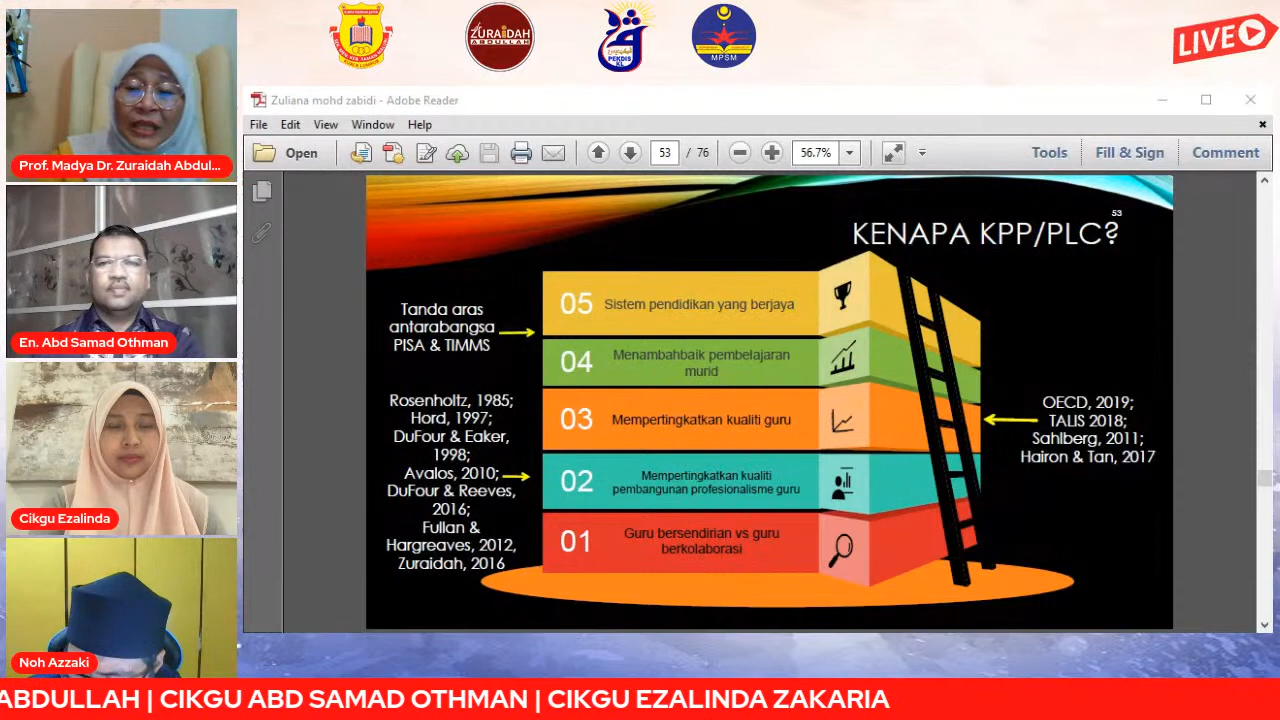 ZURAIDAH
ABDULLAH
PEKDIS
KL
MPSM
LIVE
Prof. Madya Dr. Zuraidah Abdul...
En. Abd Samad Othman
Cikgu Ezalinda
Noh Azzaki
Zuliana mohd zabidi - Adobe Reader
File Edit View Window Help
Open 53 / 76 56.7% Tools Fill & Sign Comment
53
KENAPA KPP/PLC?
Tanda aras
antarabangsa
PISA & TIMMS
Rosenholtz, 1985;
Hord, 1997;
DuFour & Eaker,
1998;
Avalos, 2010;
DuFour & Reeves,
2016;
Fullan &
Hargreaves, 2012,
Zuraidah, 2016
05 Sistem pendidikan yang berjaya
04 Menambahbaik pembelajaran
murid
03 Mempertingkatkan kualiti guru
02 Mempertingkatkan kualiti
pembangunan profesionalisme guru
01 Guru bersendirian vs guru
berkolaborasi
OECD, 2019;
TALIS 2018;
Sahlberg, 2011;
Hairon & Tan, 2017
ABDULLAH | CIKGU ABD SAMAD OTHMAN | CIKGU EZALINDA ZAKARIA